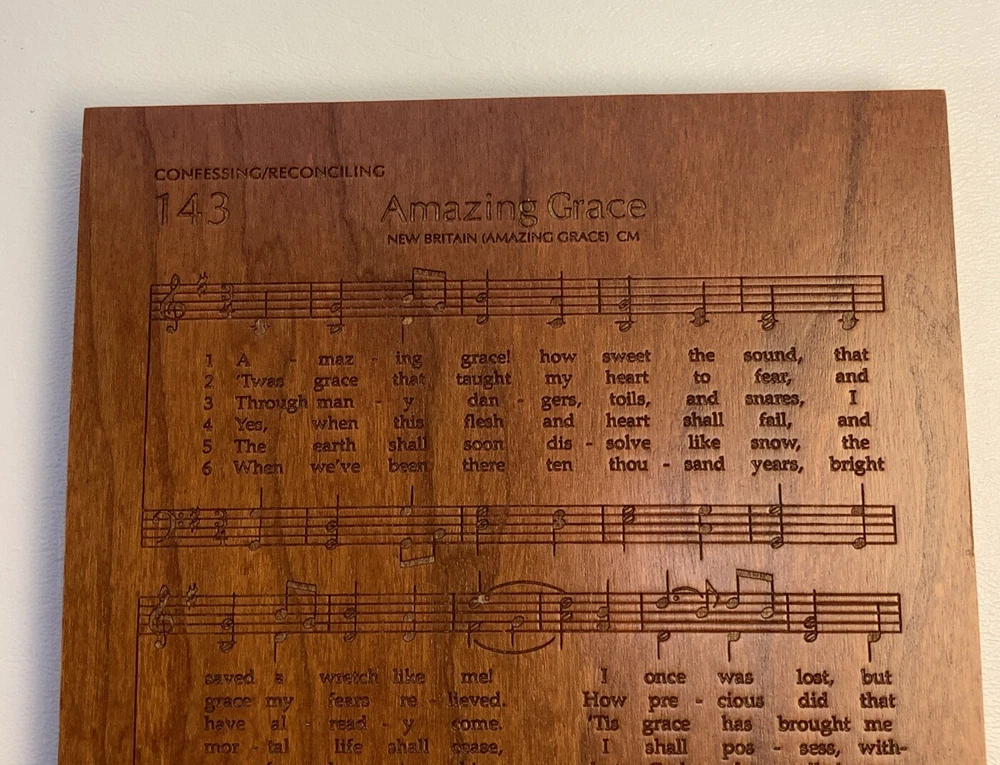 CONFESSING/RECONCILING
143 Amazing Grace
NEW BRITAIN (AMAZING GRACE) CM
1 A - maz - ing grace! how sweet the sound, that
2 'Twas grace that taught my heart to fear, and
3 Through man - y dan - gers, toils, and snares, I
4 Yes, when this flesh and heart shall fail, and
5 The earth shall soon dis - solve like snow, the
6 When we've been there ten thou - sand years, bright
saved a wretch like me! I once was lost, but
grace my fears re - lieved. How pre - cious did that
have al - read - y come. 'Tis grace has brought me
mor - tal life shall cease, I shall pos - sess, with-